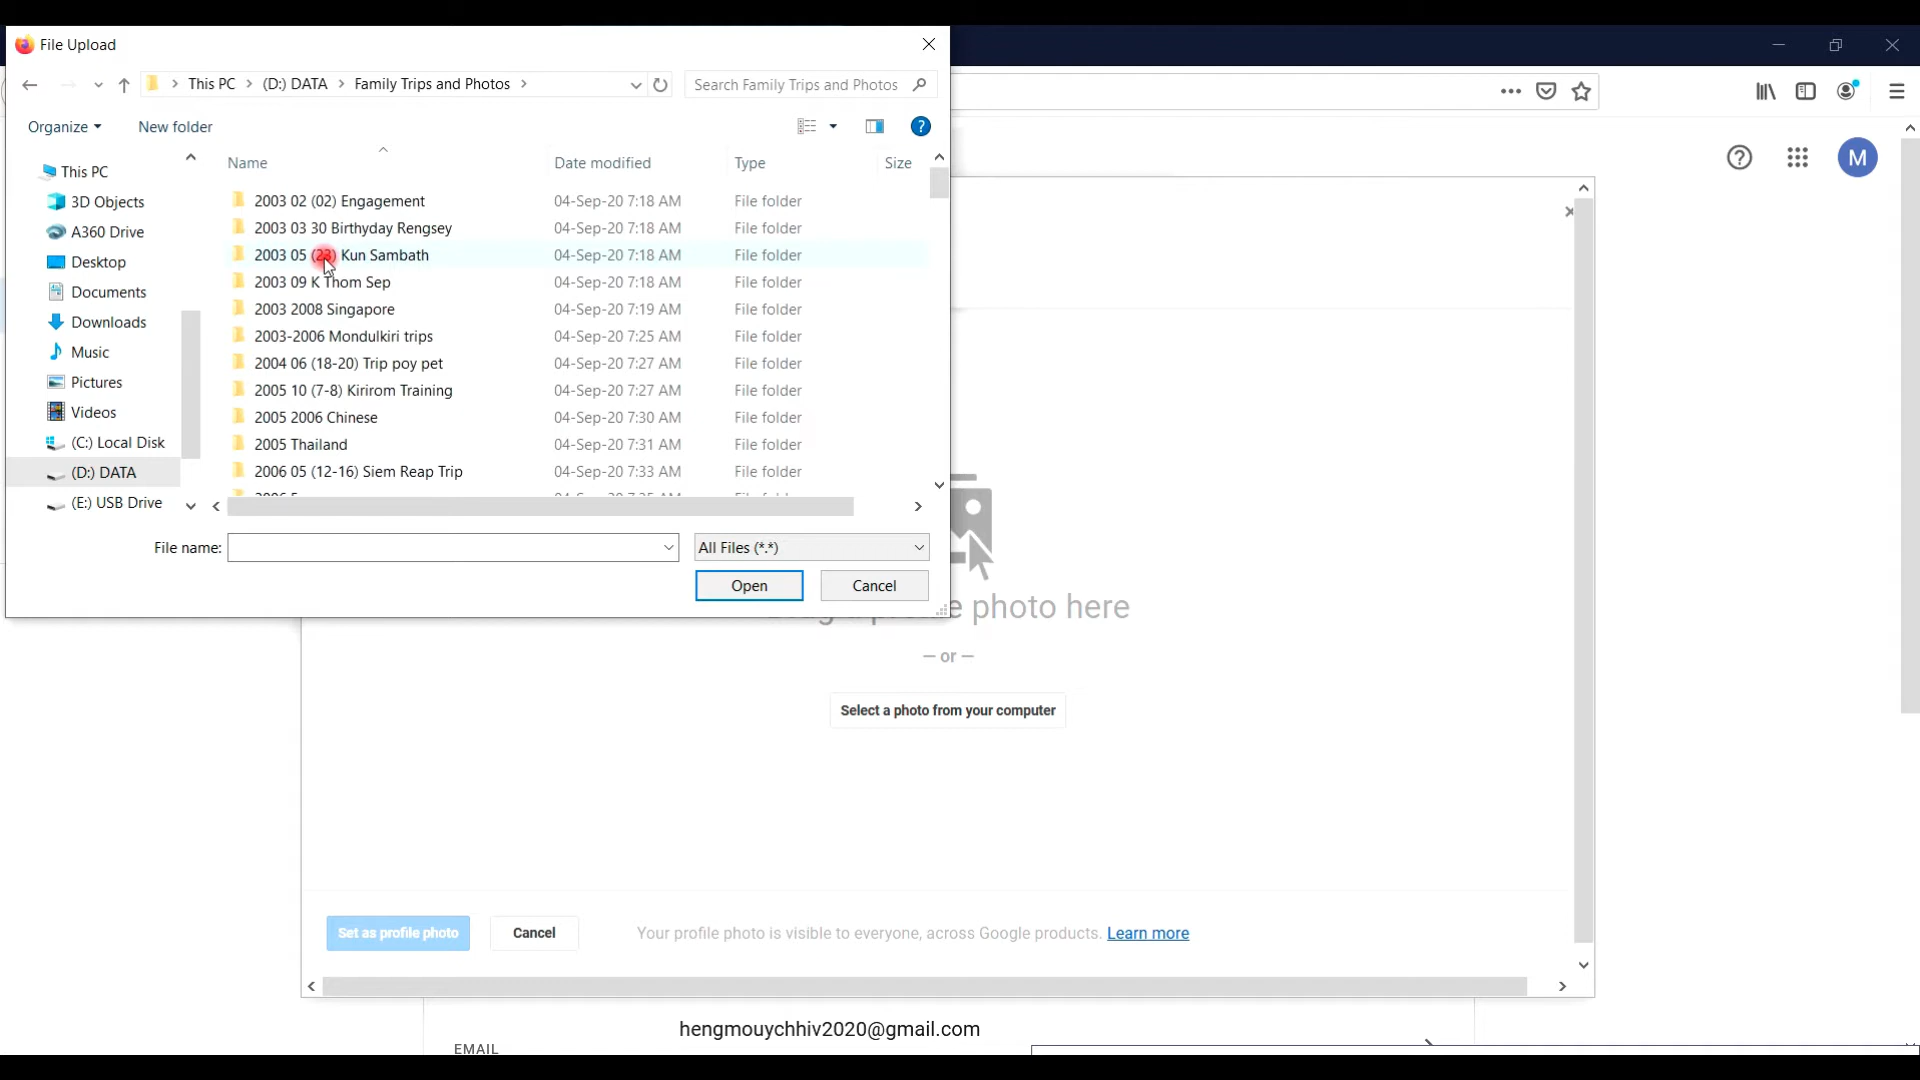 File Upload
This PC (D:) DATA Family Trips and Photos
Search Family Trips and Photos
Organize
New folder
M
This PC
3D Objects
A360 Drive
Desktop
Documents
Downloads
Music
Pictures
Videos
(C:) Local Disk
(D:) DATA
(E:) USB Drive
Name Date modified Type Size
2003 02 (02) Engagement 04-Sep-20 7:18 AM File folder
2003 03 30 Birthyday Rengsey 04-Sep-20 7:18 AM File folder
2003 05 (23) Kun Sambath 04-Sep-20 7:18 AM File folder
2003 09 K Thom Sep 04-Sep-20 7:18 AM File folder
2003 2008 Singapore 04-Sep-20 7:19 AM File folder
2003-2006 Mondulkiri trips 04-Sep-20 7:25 AM File folder
2004 06 (18-20) Trip poy pet 04-Sep-20 7:27 AM File folder
2005 10 (7-8) Kirirom Training 04-Sep-20 7:27 AM File folder
2005 2006 Chinese 04-Sep-20 7:30 AM File folder
2005 Thailand 04-Sep-20 7:31 AM File folder
2006 05 (12-16) Siem Reap Trip 04-Sep-20 7:33 AM File folder
File name:
All Files (*.*)
Open
Cancel
photo here
– or –
Select a photo from your computer
Set as profile photo
Cancel
Your profile photo is visible to everyone, across Google products. Learn more
hengmouychhiv2020@gmail.com
EMAIL